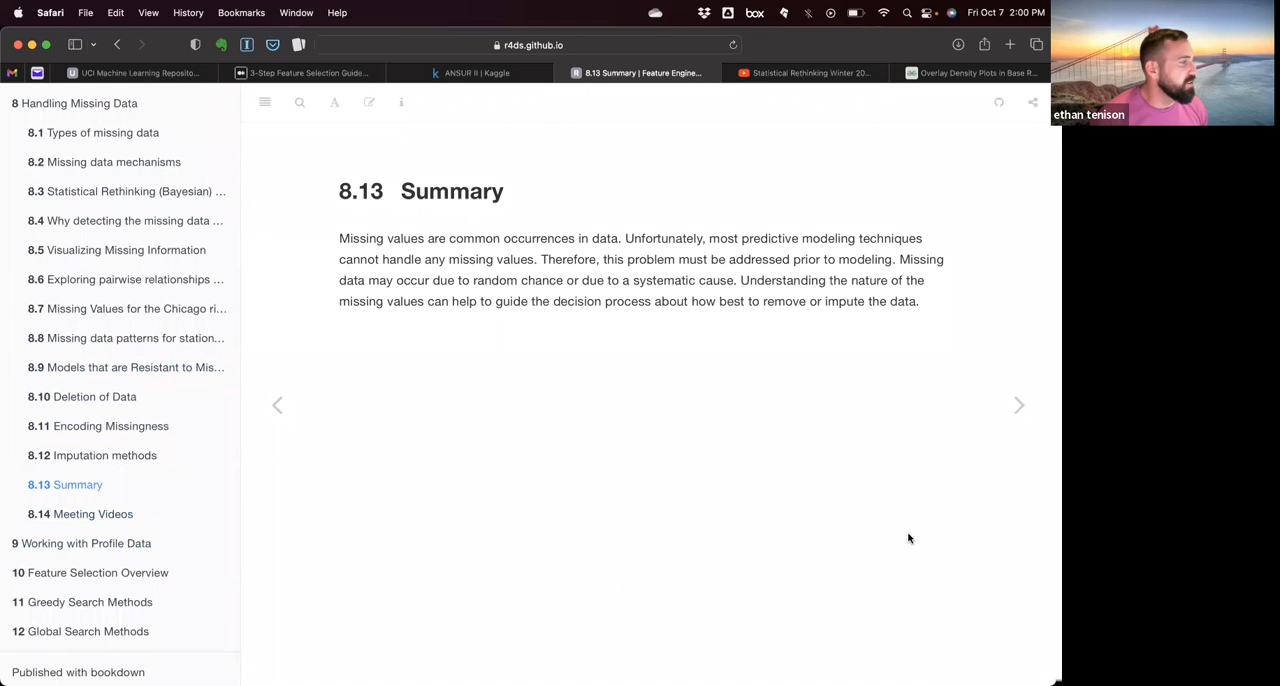 Safari File Edit View History Bookmarks Window Help
box
Fri Oct 7 2:00 PM
r4ds.github.io
UCI Machine Learning Reposito...
3-Step Feature Selection Guide...
ANSUR II | Kaggle
8.13 Summary | Feature Engine...
Statistical Rethinking Winter 20...
Overlay Density Plots in Base R...
ethan tenison
8 Handling Missing Data
8.1 Types of missing data
8.2 Missing data mechanisms
8.3 Statistical Rethinking (Bayesian) ...
8.4 Why detecting the missing data ...
8.5 Visualizing Missing Information
8.6 Exploring pairwise relationships ...
8.7 Missing Values for the Chicago ri...
8.8 Missing data patterns for station...
8.9 Models that are Resistant to Mis...
8.10 Deletion of Data
8.11 Encoding Missingness
8.12 Imputation methods
8.13 Summary
8.14 Meeting Videos
9 Working with Profile Data
10 Feature Selection Overview
11 Greedy Search Methods
12 Global Search Methods
Published with bookdown
8.13 Summary
Missing values are common occurrences in data. Unfortunately, most predictive modeling techniques
cannot handle any missing values. Therefore, this problem must be addressed prior to modeling. Missing
data may occur due to random chance or due to a systematic cause. Understanding the nature of the
missing values can help to guide the decision process about how best to remove or impute the data.